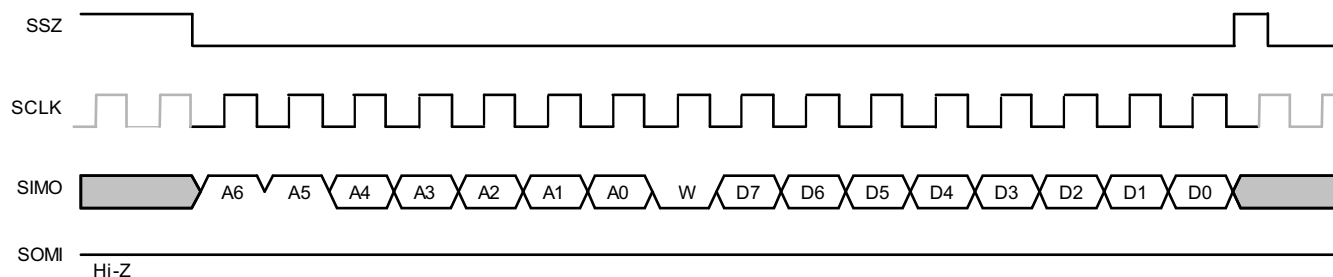 SSZ
SCLK
SIMO A6 A5 A4 A3 A2 A1 A0 W D7 D6 D5 D4 D3 D2 D1 D0
SOMI
Hi-Z